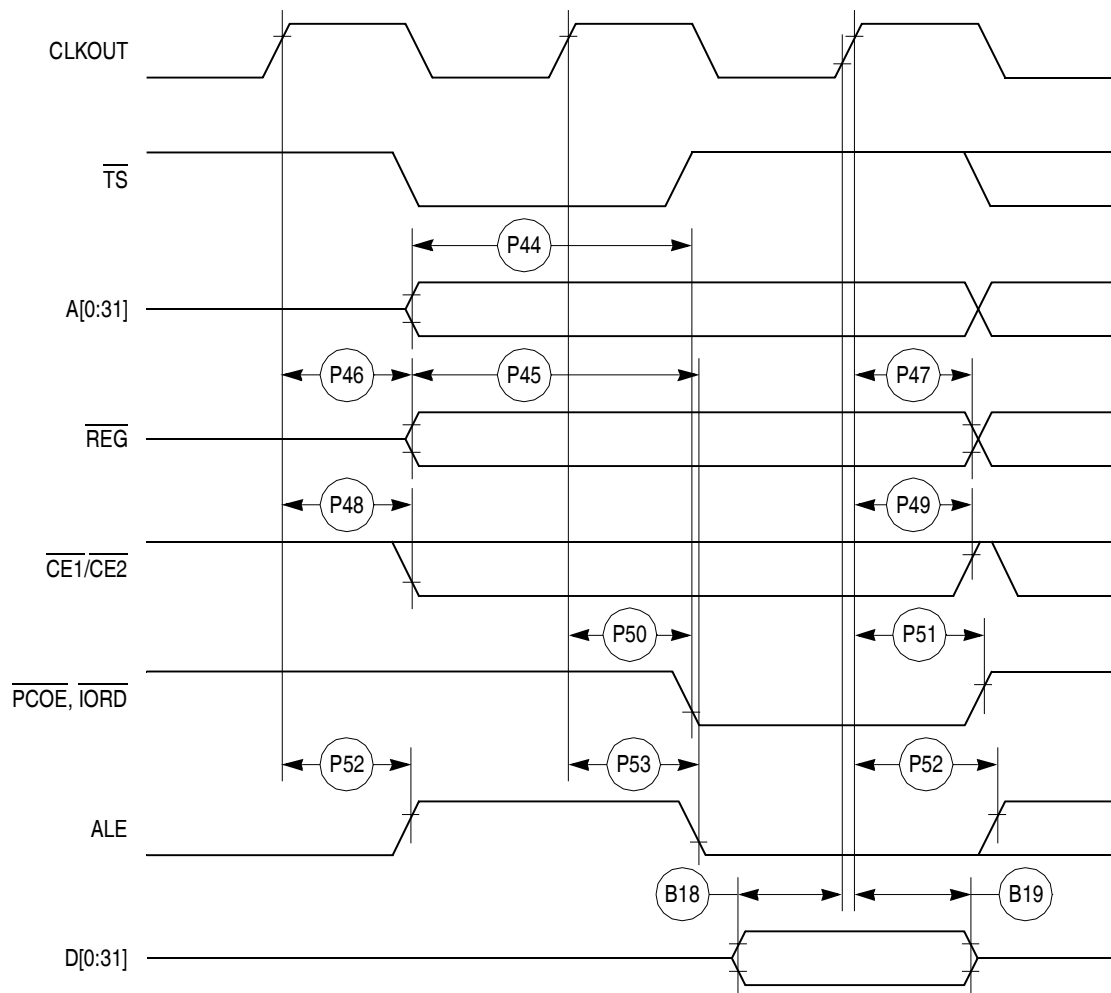 CLKOUT
TS
P44
A[0:31]
P46 P45 P47
REG
P48 P49
CE1/CE2
P50 P51
PCOE, IORD
P52 P53 P52
ALE
B18 B19
D[0:31]